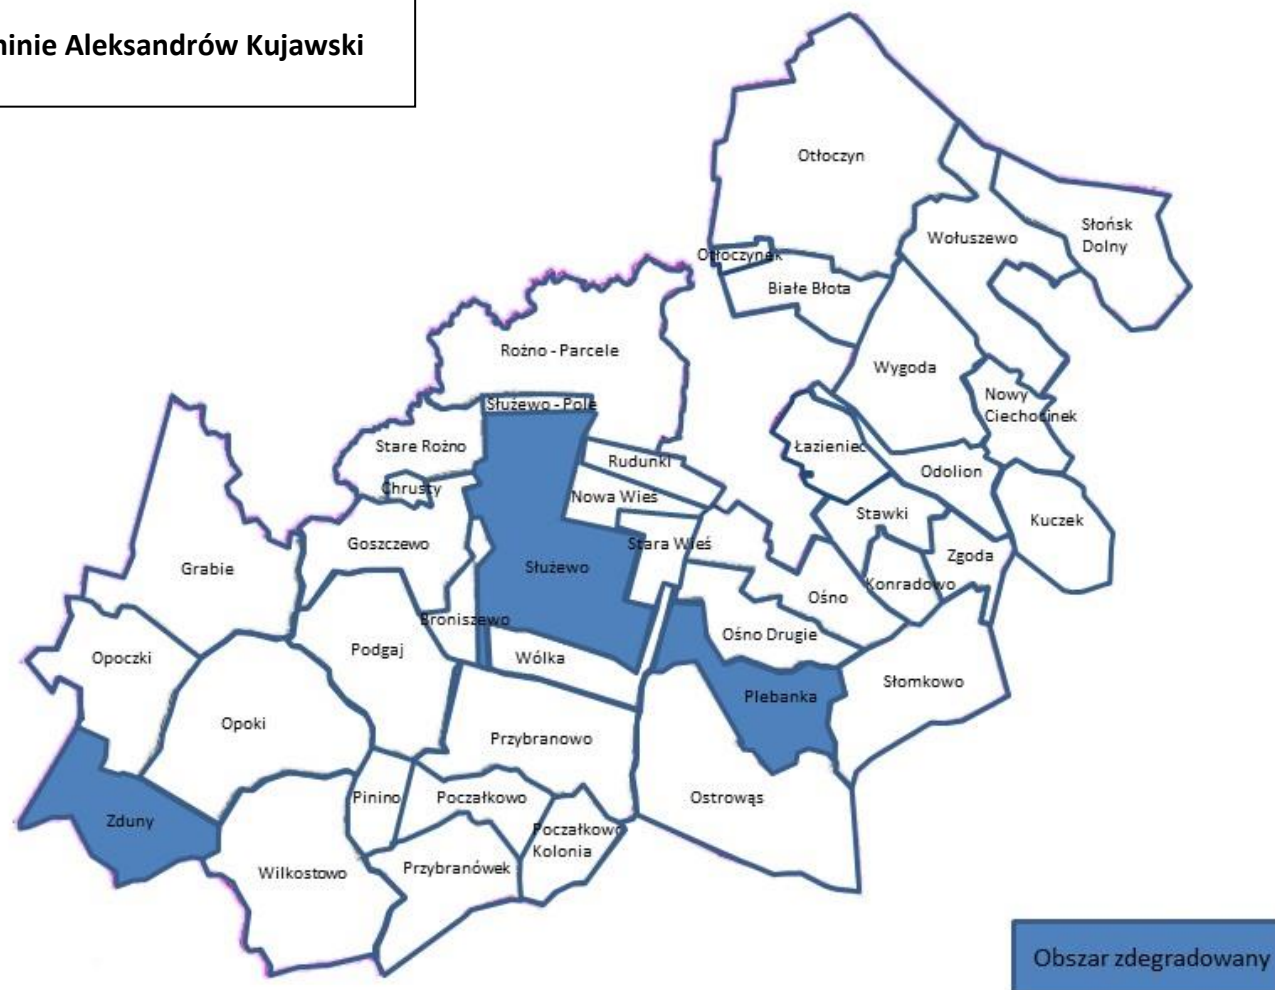 minie Aleksandrów Kujawski
Otłoczyn
Słońsk
Dolny
Wołuszewo
Otłoczynek
Białe Błota
Rożno - Parcele
Wygoda
Nowy
Ciechocinek
Służewo - Pole
Stare Rożno
Łazieniec
Rudunki
Odolion
Chrusty
Nowa Wieś
Stawki
Kuczek
Goszczewo
Stara Wieś
Zgoda
Grabie
Służewo
Konradowo
Ośno
Broniszewo
Ośno Drugie
Podgaj
Opoczki
Wólka
Słomkowo
Plebanka
Opoki
Przybranowo
Pinino
Poczałkowo
Ostrowąs
Zduny
Poczałkowo
Kolonia
Przybranówek
Wilkostowo
Obszar zdegradowany